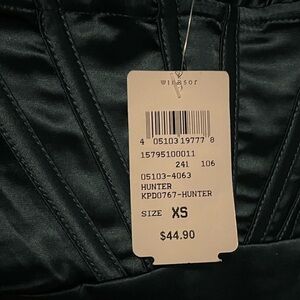 WINDSOR
4 05103 19777 8
15795100011
241 106
05103-4063
HUNTER
KPD0767-HUNTER
SIZE XS
$44.90